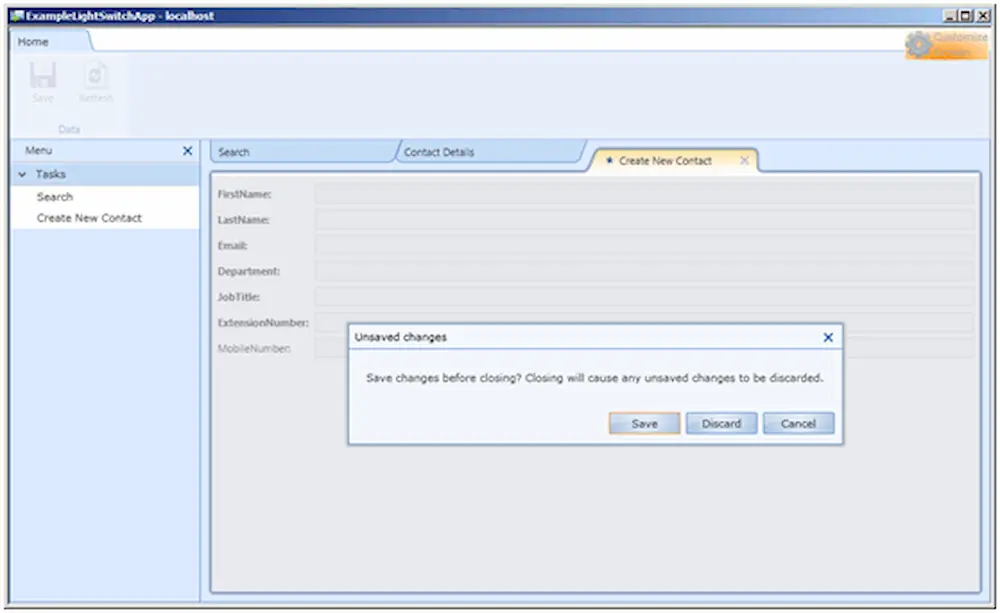 ExampleLightSwitchApp - localhost
Home
Customize
Save
Refresh
Data
Menu
Tasks
Search
Create New Contact
Search
Contact Details
* Create New Contact
FirstName:
LastName:
Email:
Department:
JobTitle:
ExtensionNumber:
MobileNumber:
Unsaved changes
Save changes before closing? Closing will cause any unsaved changes to be discarded.
Save
Discard
Cancel